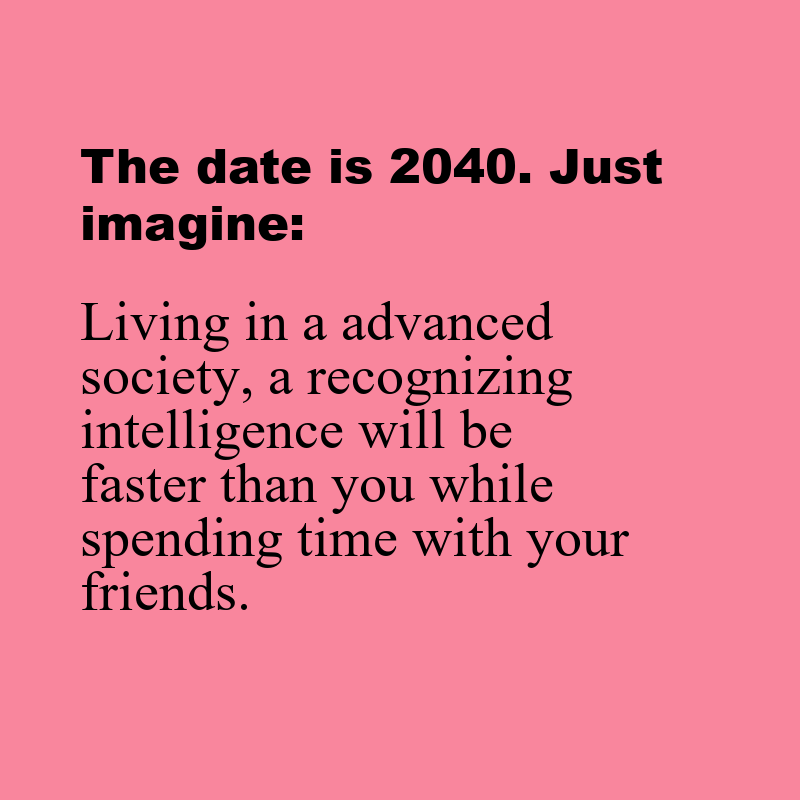 The date is 2040. Just
imagine:
Living in a advanced
society, a recognizing
intelligence will be
faster than you while
spending time with your
friends.